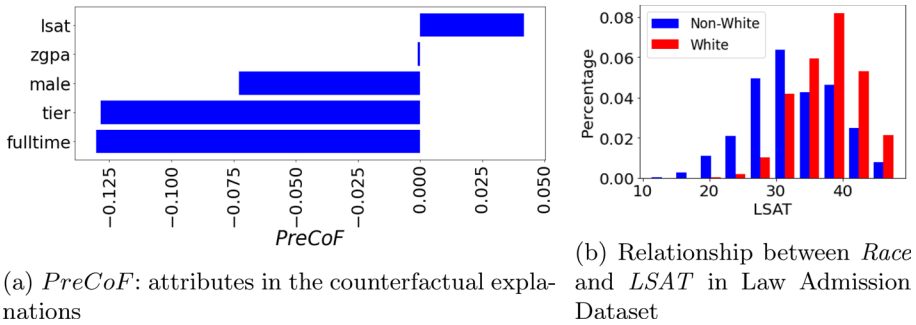 lsat
zgpa
male
tier
fulltime
−0.125
−0.100
−0.075
−0.050
−0.025
0.000
0.025
0.050
PreCoF
(a) PreCoF: attributes in the counterfactual expla-
nations
Non-White
White
Percentage
0.08
0.06
0.04
0.02
0.00
10 20 30 40
LSAT
(b) Relationship between Race
and LSAT in Law Admission
Dataset